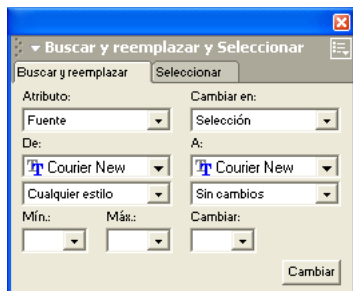 Buscar y reemplazar y Seleccionar
Buscar y reemplazar Seleccionar
Atributo: Cambiar en:
Fuente Selección
De: A:
Courier New Courier New
Cualquier estilo Sin cambios
Mín.: Máx.: Cambiar:
Cambiar